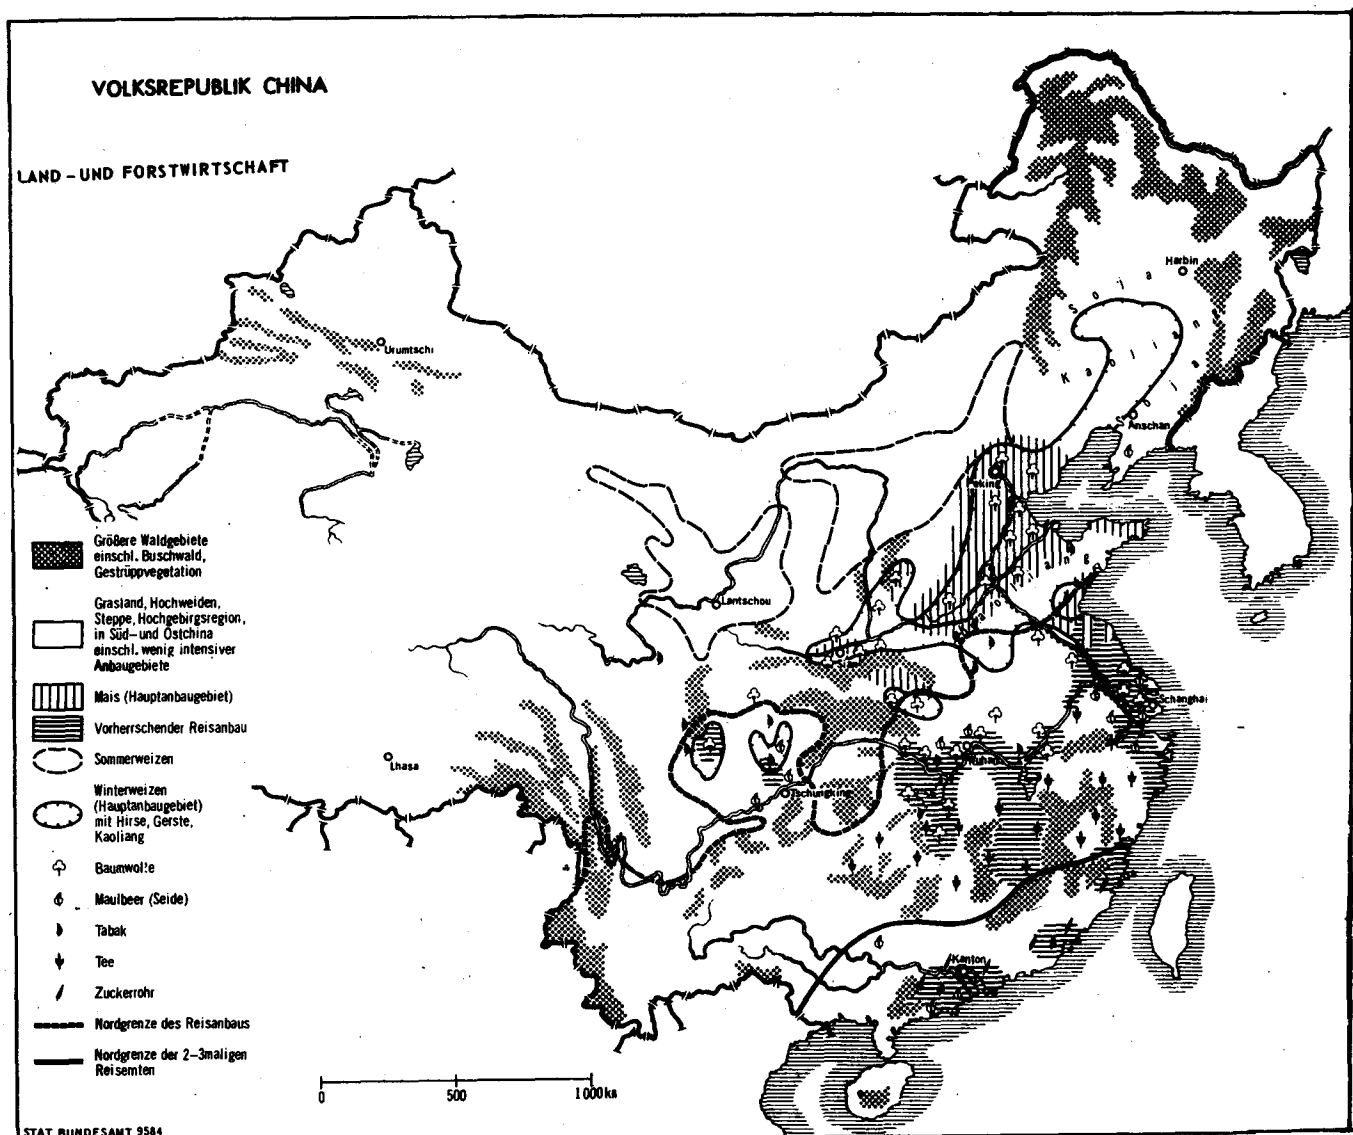 VOLKSREPUBLIK CHINA
LAND-UND FORSTWIRTSCHAFT
Harbin
Soja
Urumtschi
Kaoliang
Soja
Anschan
Peking
Lantschou
Schanghai
Lhasa
Wuhan
Tschungking
Kanton
Größere Waldgebiete
einschl. Buschwald,
Gestrüppvegetation
Grasland, Hochweiden,
Steppe, Hochgebirgsregion,
in Süd-und Ostchina
einschl. wenig intensiver
Anbaugebiete
Mais (Hauptanbaugebiet)
Vorherrschender Reisanbau
Sommerweizen
Winterweizen
(Hauptanbaugebiet)
mit Hirse, Gerste,
Kaoliang
Baumwolle
Maulbeer (Seide)
Tabak
Tee
Zuckerrohr
Nordgrenze des Reisanbaus
Nordgrenze der 2-3maligen
Reisernten
0 500 1000km
STAT. BUNDESAMT 9584